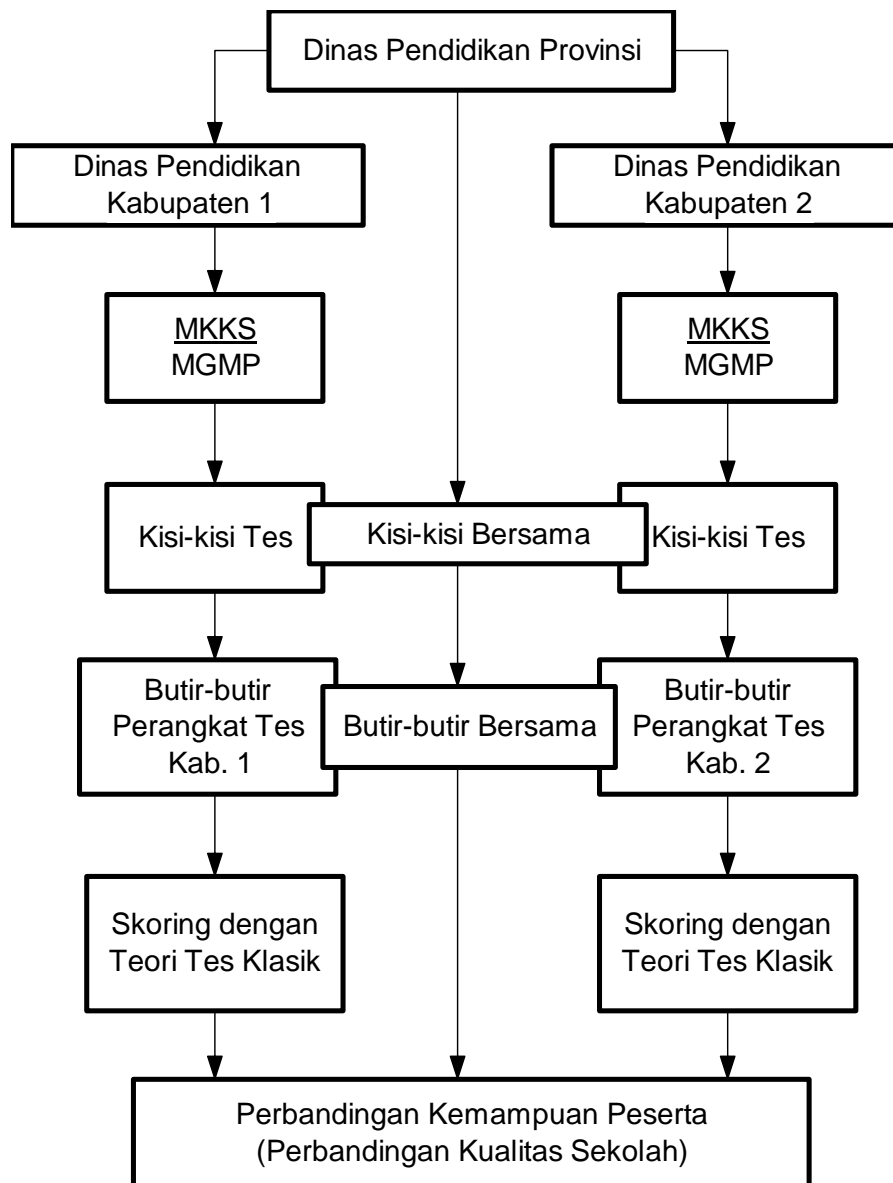 Dinas Pendidikan Provinsi
Dinas Pendidikan
Kabupaten 1
Dinas Pendidikan
Kabupaten 2
MKKS
MGMP
MKKS
MGMP
Kisi-kisi Tes
Kisi-kisi Bersama
Kisi-kisi Tes
Butir-butir
Perangkat Tes
Kab. 1
Butir-butir Bersama
Butir-butir
Perangkat Tes
Kab. 2
Skoring dengan
Teori Tes Klasik
Skoring dengan
Teori Tes Klasik
Perbandingan Kemampuan Peserta
(Perbandingan Kualitas Sekolah)